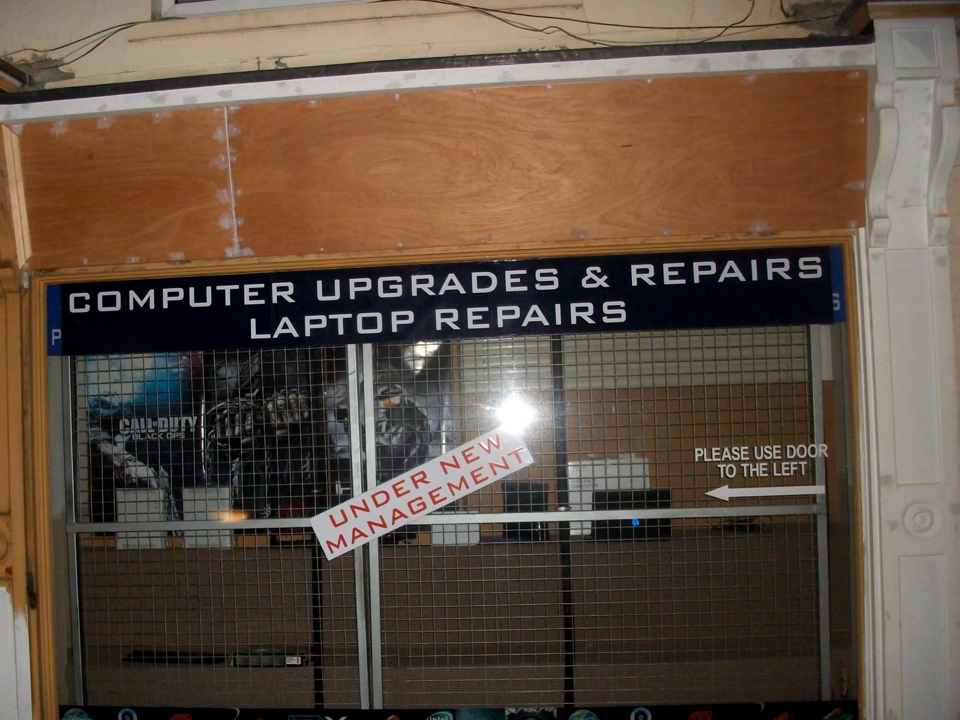 COMPUTER UPGRADES & REPAIRS
LAPTOP REPAIRS
P
S
CALL OF DUTY
BLACK OPS
UNDER NEW
MANAGEMENT
PLEASE USE DOOR
TO THE LEFT
intel